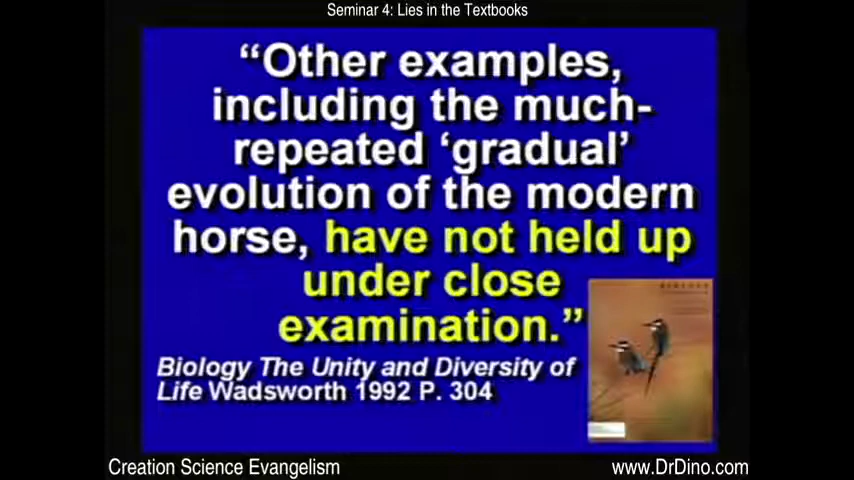 Seminar 4: Lies in the Textbooks
“Other examples,
including the much-
repeated ‘gradual’
evolution of the modern
horse, have not held up
under close
examination.”
Biology The Unity and Diversity of
Life Wadsworth 1992 P. 304
BIOLOGY
Creation Science Evangelism
www.DrDino.com